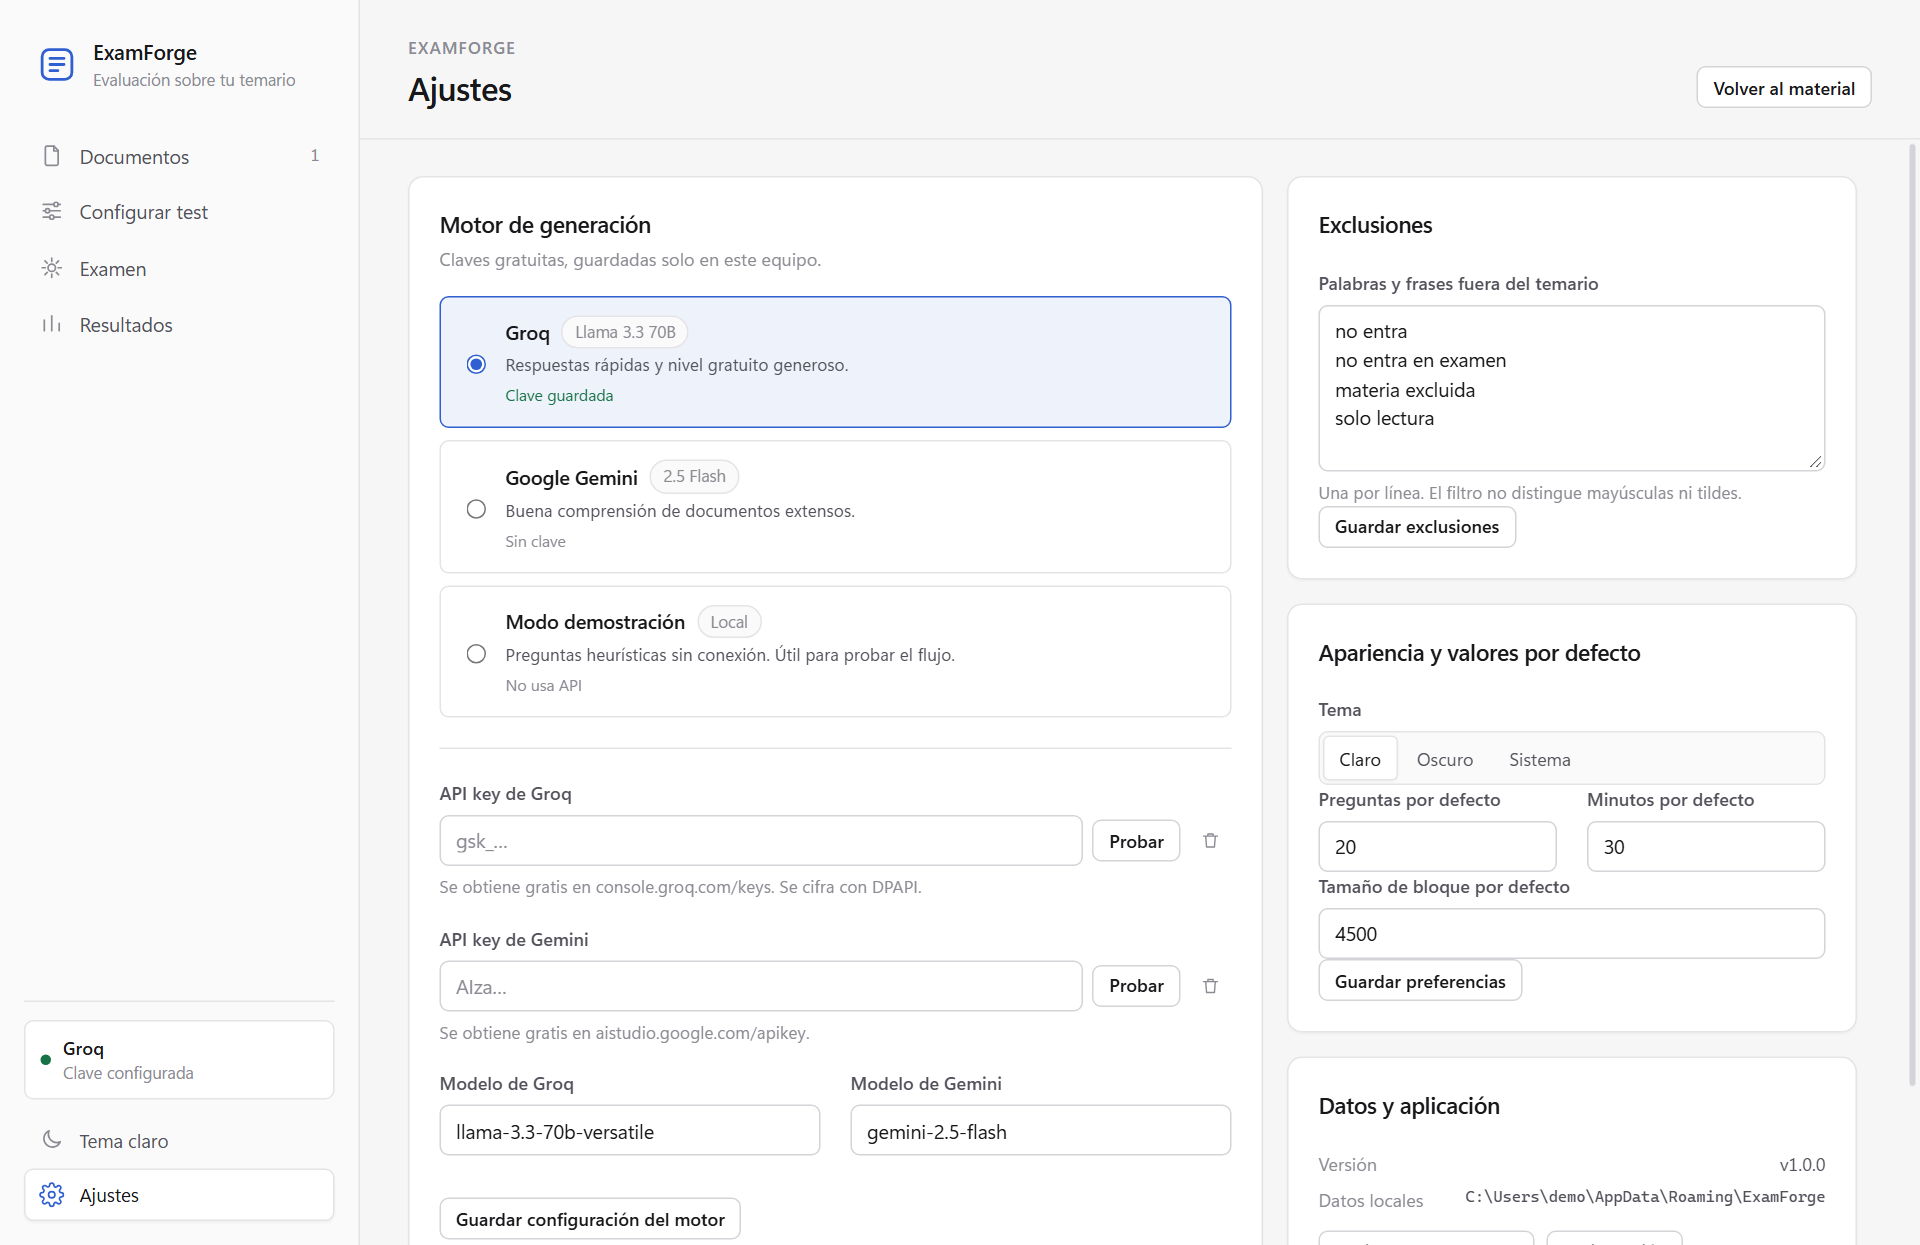 ExamForge
Evaluación sobre tu temario
Documentos 1
Configurar test
Examen
Resultados
Groq
Clave configurada
Tema claro
Ajustes
EXAMFORGE
Ajustes
Volver al material
Motor de generación
Claves gratuitas, guardadas solo en este equipo.
Groq Llama 3.3 70B
Respuestas rápidas y nivel gratuito generoso.
Clave guardada
Google Gemini 2.5 Flash
Buena comprensión de documentos extensos.
Sin clave
Modo demostración Local
Preguntas heurísticas sin conexión. Útil para probar el flujo.
No usa API
API key de Groq
gsk_...
Probar
Se obtiene gratis en console.groq.com/keys. Se cifra con DPAPI.
API key de Gemini
AIza...
Probar
Se obtiene gratis en aistudio.google.com/apikey.
Modelo de Groq Modelo de Gemini
llama-3.3-70b-versatile gemini-2.5-flash
Guardar configuración del motor
Exclusiones
Palabras y frases fuera del temario
no entra
no entra en examen
materia excluida
solo lectura
Una por línea. El filtro no distingue mayúsculas ni tildes.
Guardar exclusiones
Apariencia y valores por defecto
Tema
Claro Oscuro Sistema
Preguntas por defecto Minutos por defecto
20 30
Tamaño de bloque por defecto
4500
Guardar preferencias
Datos y aplicación
Versión v1.0.0
Datos locales C:\Users\demo\AppData\Roaming\ExamForge